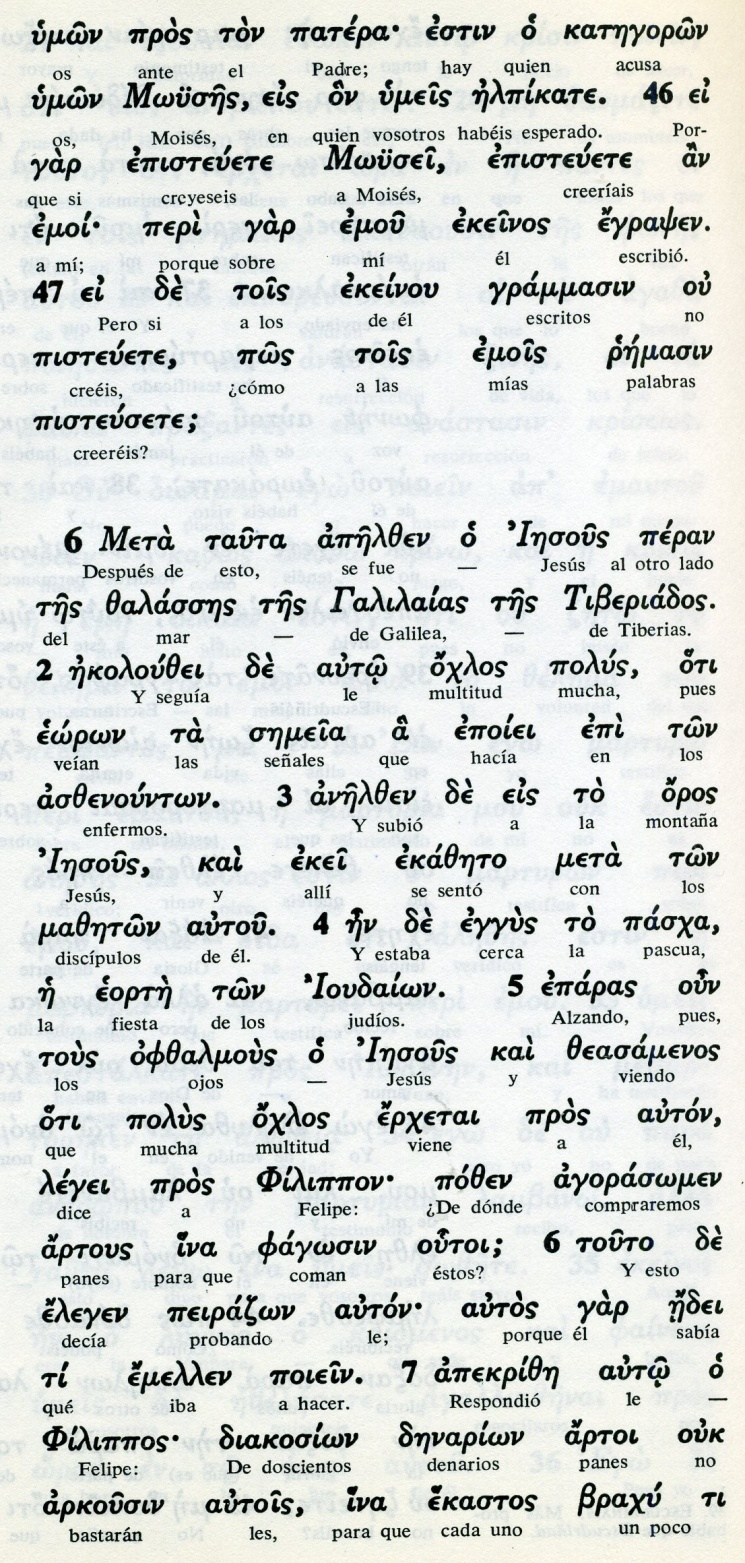 ὑμῶν πρὸς τὸν πατέρα· ἐστιν ὁ κατηγορῶν
os ante el Padre; hay quien acusa
ὑμῶν Μωϋσῆς, εἰς ὃν ὑμεῖς ἠλπίκατε. 46 εἰ
os, Moisés, en quien vosotros habéis esperado. Por-
γὰρ ἐπιστεύετε Μωϋσεῖ, ἐπιστεύετε ἂν
que si creyeseis a Moisés, creeríais
ἐμοί· περὶ γὰρ ἐμοῦ ἐκεῖνος ἔγραψεν.
a mí; porque sobre mí él escribió.
47 εἰ δὲ τοῖς ἐκείνου γράμμασιν οὐ
Pero si a los de él escritos no
πιστεύετε, πῶς τοῖς ἐμοῖς ῥήμασιν
creéis, ¿cómo a las mías palabras
πιστεύσετε;
creeréis?
6 Μετὰ ταῦτα ἀπῆλθεν ὁ Ἰησοῦς πέραν
Después de esto, se fue — Jesús al otro lado
τῆς θαλάσσης τῆς Γαλιλαίας τῆς Τιβεριάδος.
del mar — de Galilea, — de Tiberias.
2 ἠκολούθει δὲ αὐτῷ ὄχλος πολύς, ὅτι
Y seguía le multitud mucha, pues
ἑώρων τὰ σημεῖα ἃ ἐποίει ἐπὶ τῶν
veían las señales que hacía en los
ἀσθενούντων. 3 ἀνῆλθεν δὲ εἰς τὸ ὄρος
enfermos. Y subió a la montaña
Ἰησοῦς, καὶ ἐκεῖ ἐκάθητο μετὰ τῶν
Jesús, y allí se sentó con los
μαθητῶν αὐτοῦ. 4 ἦν δὲ ἐγγὺς τὸ πάσχα,
discípulos de él. Y estaba cerca la pascua,
ἡ ἑορτὴ τῶν Ἰουδαίων. 5 ἐπάρας οὖν
la fiesta de los judíos. Alzando, pues,
τοὺς ὀφθαλμοὺς ὁ Ἰησοῦς καὶ θεασάμενος
los ojos — Jesús y viendo
ὅτι πολὺς ὄχλος ἔρχεται πρὸς αὐτόν,
que mucha multitud viene a él,
λέγει πρὸς Φίλιππον· πόθεν ἀγοράσωμεν
dice a Felipe: ¿De dónde compraremos
ἄρτους ἵνα φάγωσιν οὗτοι; 6 τοῦτο δὲ
panes para que coman éstos? Y esto
ἔλεγεν πειράζων αὐτόν· αὐτὸς γὰρ ᾔδει
decía probando le; porque él sabía
τί ἔμελλεν ποιεῖν. 7 ἀπεκρίθη αὐτῷ ὁ
qué iba a hacer. Respondió le —
Φίλιππος· διακοσίων δηναρίων ἄρτοι οὐκ
Felipe: De doscientos denarios panes no
ἀρκοῦσιν αὐτοῖς, ἵνα ἕκαστος βραχύ τι
bastarán les, para que cada uno un poco